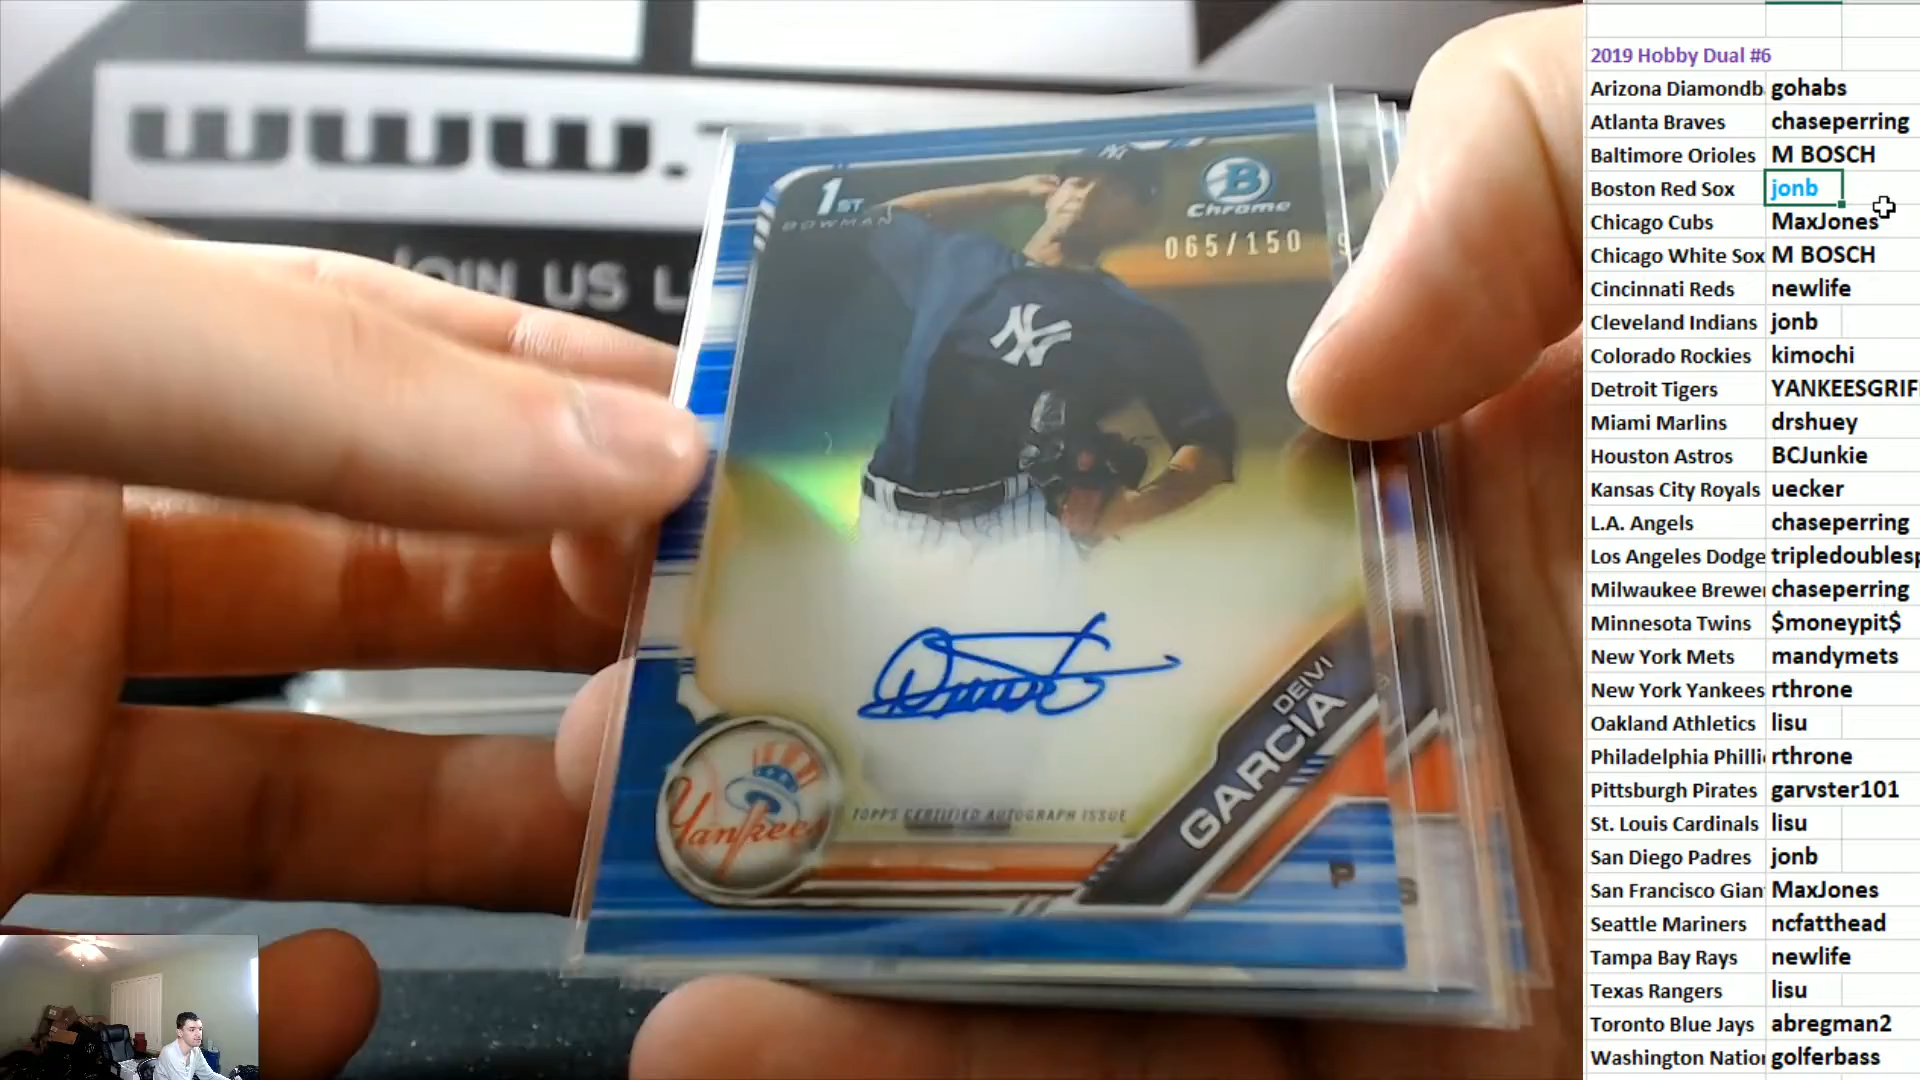 www.
JOIN US L
1ST
BOWMAN
B
Chrome
065/150
NY
DEIVI
GARCIA
P
Yankees
TOPPS CERTIFIED AUTOGRAPH ISSUE
2019 Hobby Dual #6
Arizona Diamondb gohabs
Atlanta Braves chaseperring
Baltimore Orioles M BOSCH
Boston Red Sox jonb
Chicago Cubs MaxJones
Chicago White Sox M BOSCH
Cincinnati Reds newlife
Cleveland Indians jonb
Colorado Rockies kimochi
Detroit Tigers YANKEESGRIF
Miami Marlins drshuey
Houston Astros BCJunkie
Kansas City Royals uecker
L.A. Angels chaseperring
Los Angeles Dodge tripledoublesp
Milwaukee Brewer chaseperring
Minnesota Twins $moneypit$
New York Mets mandymets
New York Yankees rthrone
Oakland Athletics lisu
Philadelphia Philli rthrone
Pittsburgh Pirates garvster101
St. Louis Cardinals lisu
San Diego Padres jonb
San Francisco Gian MaxJones
Seattle Mariners ncfatthead
Tampa Bay Rays newlife
Texas Rangers lisu
Toronto Blue Jays abregman2
Washington Nation golferbass